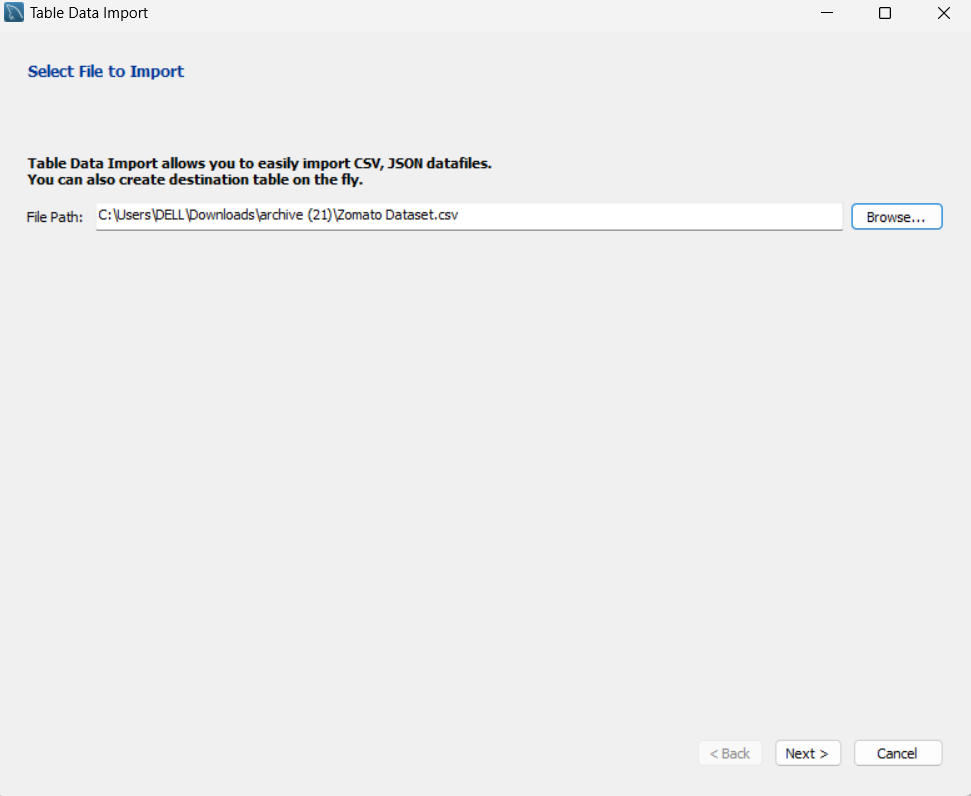 Table Data Import
Select File to Import
Table Data Import allows you to easily import CSV, JSON datafiles.
You can also create destination table on the fly.
File Path: C:\Users\DELL\Downloads\archive (21)\Zomato Dataset.csv Browse...
< Back Next > Cancel